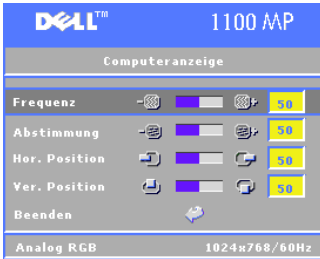 DELL™ 1100 MP
Computeranzeige
Frequenz 50
Abstimmung 50
Hor. Position 50
Ver. Position 50
Beenden
Analog RGB 1024x768/60Hz